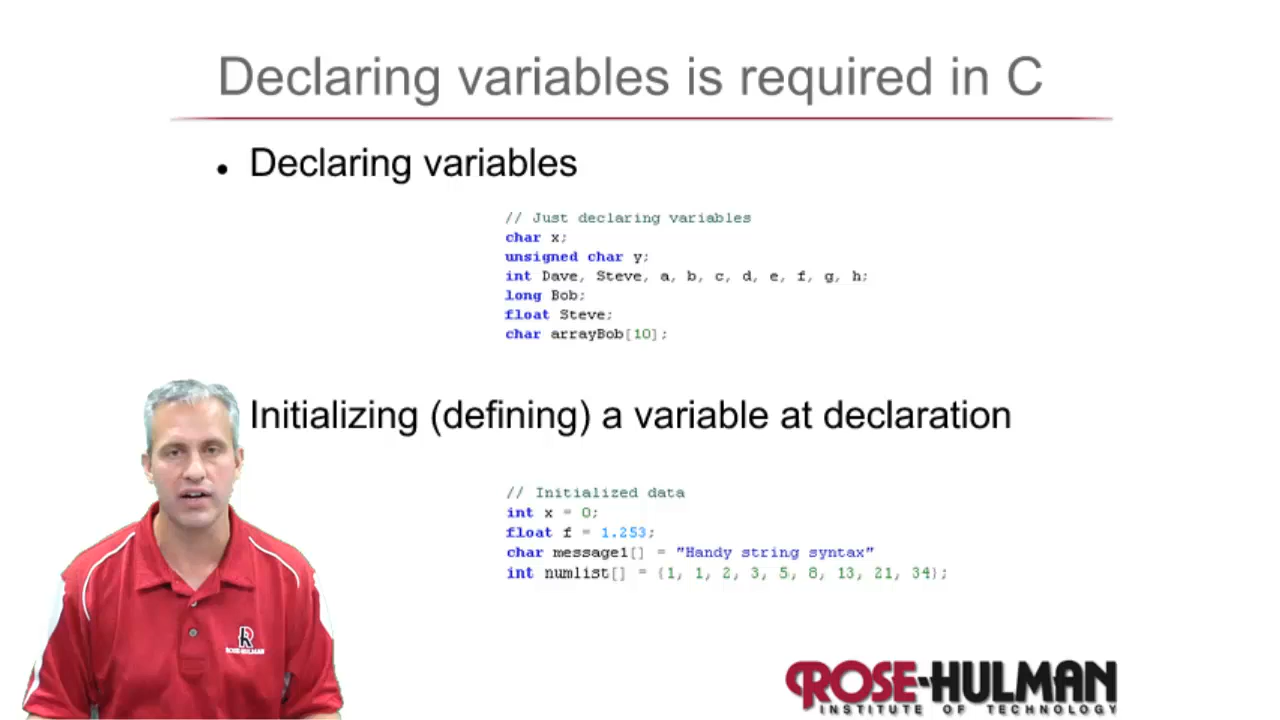 Declaring variables is required in C
• Declaring variables
// Just declaring variables
char x;
unsigned char y;
int Dave, Steve, a, b, c, d, e, f, g, h;
long Bob;
float Steve;
char arrayBob[10];
Initializing (defining) a variable at declaration
// Initialized data
int x = 0;
float f = 1.253;
char message1[] = "Handy string syntax"
int numlist[] = {1, 1, 2, 3, 5, 8, 13, 21, 34};
R
ROSE-HULMAN
ROSE-HULMAN
INSTITUTE OF TECHNOLOGY